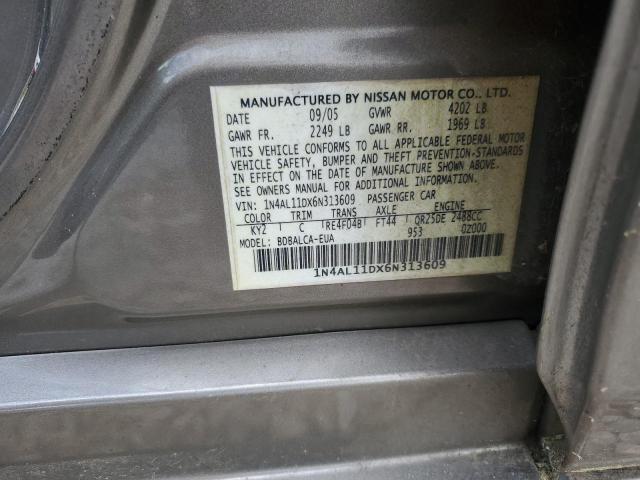 MANUFACTURED BY NISSAN MOTOR CO., LTD.
DATE 09/05 GVWR 4202 LB
GAWR FR. 2249 LB GAWR RR. 1969 LB
THIS VEHICLE CONFORMS TO ALL APPLICABLE FEDERAL MOTOR
VEHICLE SAFETY, BUMPER AND THEFT PREVENTION STANDARDS
IN EFFECT ON THE DATE OF MANUFACTURE SHOWN ABOVE.
SEE OWNERS MANUAL FOR ADDITIONAL INFORMATION.
VIN: 1N4AL11DX6N313609 PASSENGER CAR
COLOR TRIM TRANS AXLE ENGINE
KY2 C RE4F04B FT44 QR25DE 2488CC
MODEL: BDBALCA-EUA 953 0Z000
1N4AL11DX6N313609